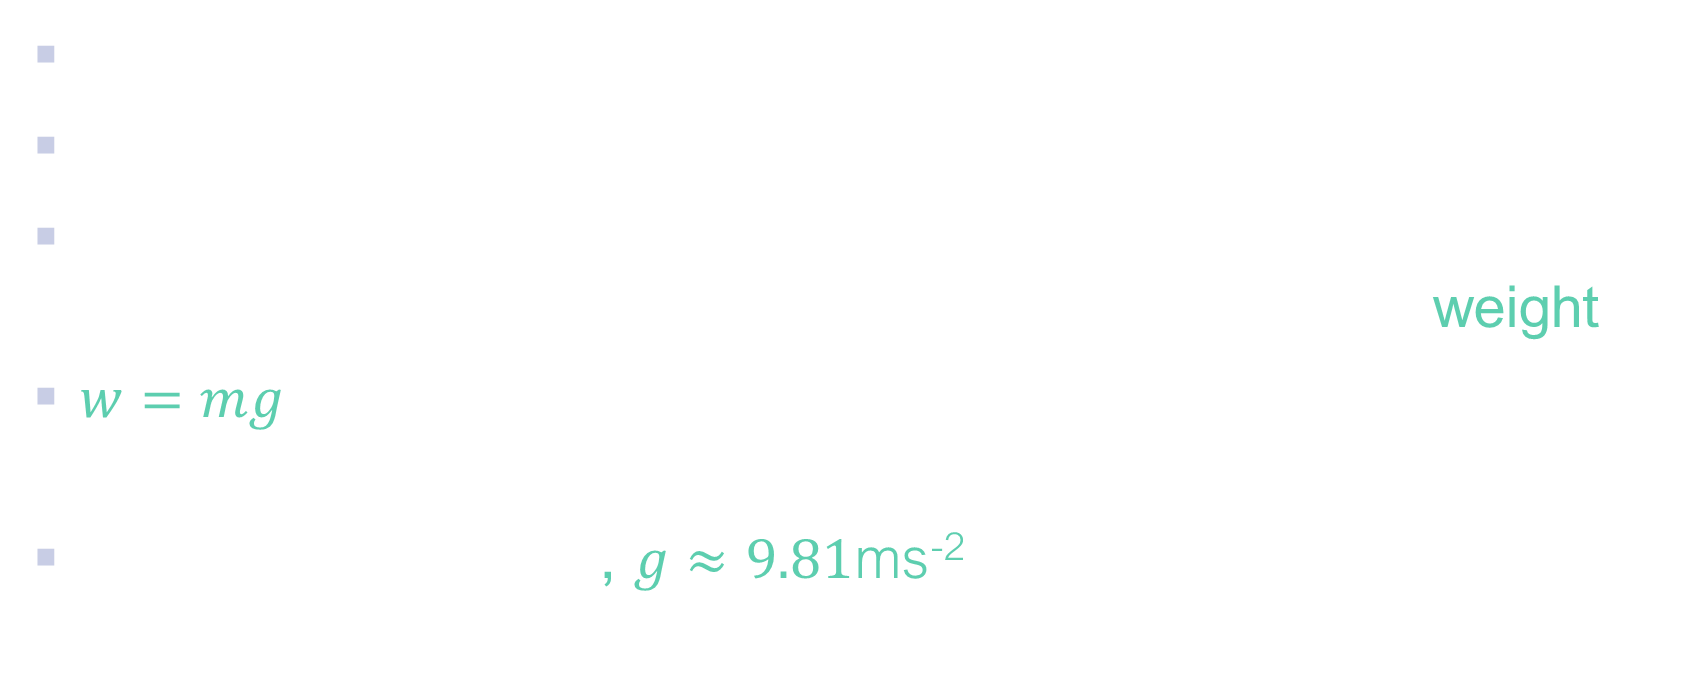 weight
w = mg
, g ≈ 9.81ms⁻²